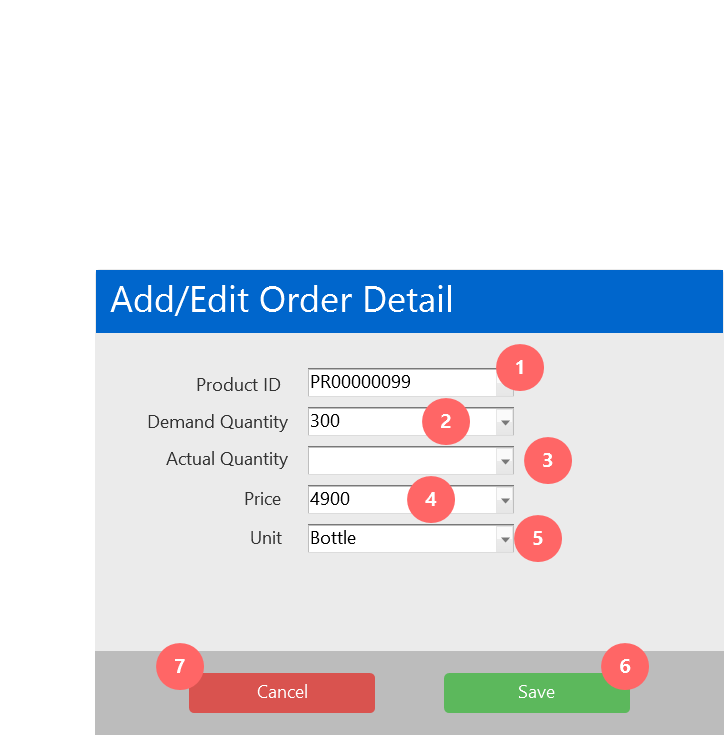 Add/Edit Order Detail
1
Product ID PR00000099
Demand Quantity 300 2
Actual Quantity 3
Price 4900 4
Unit Bottle 5
7 6
Cancel Save